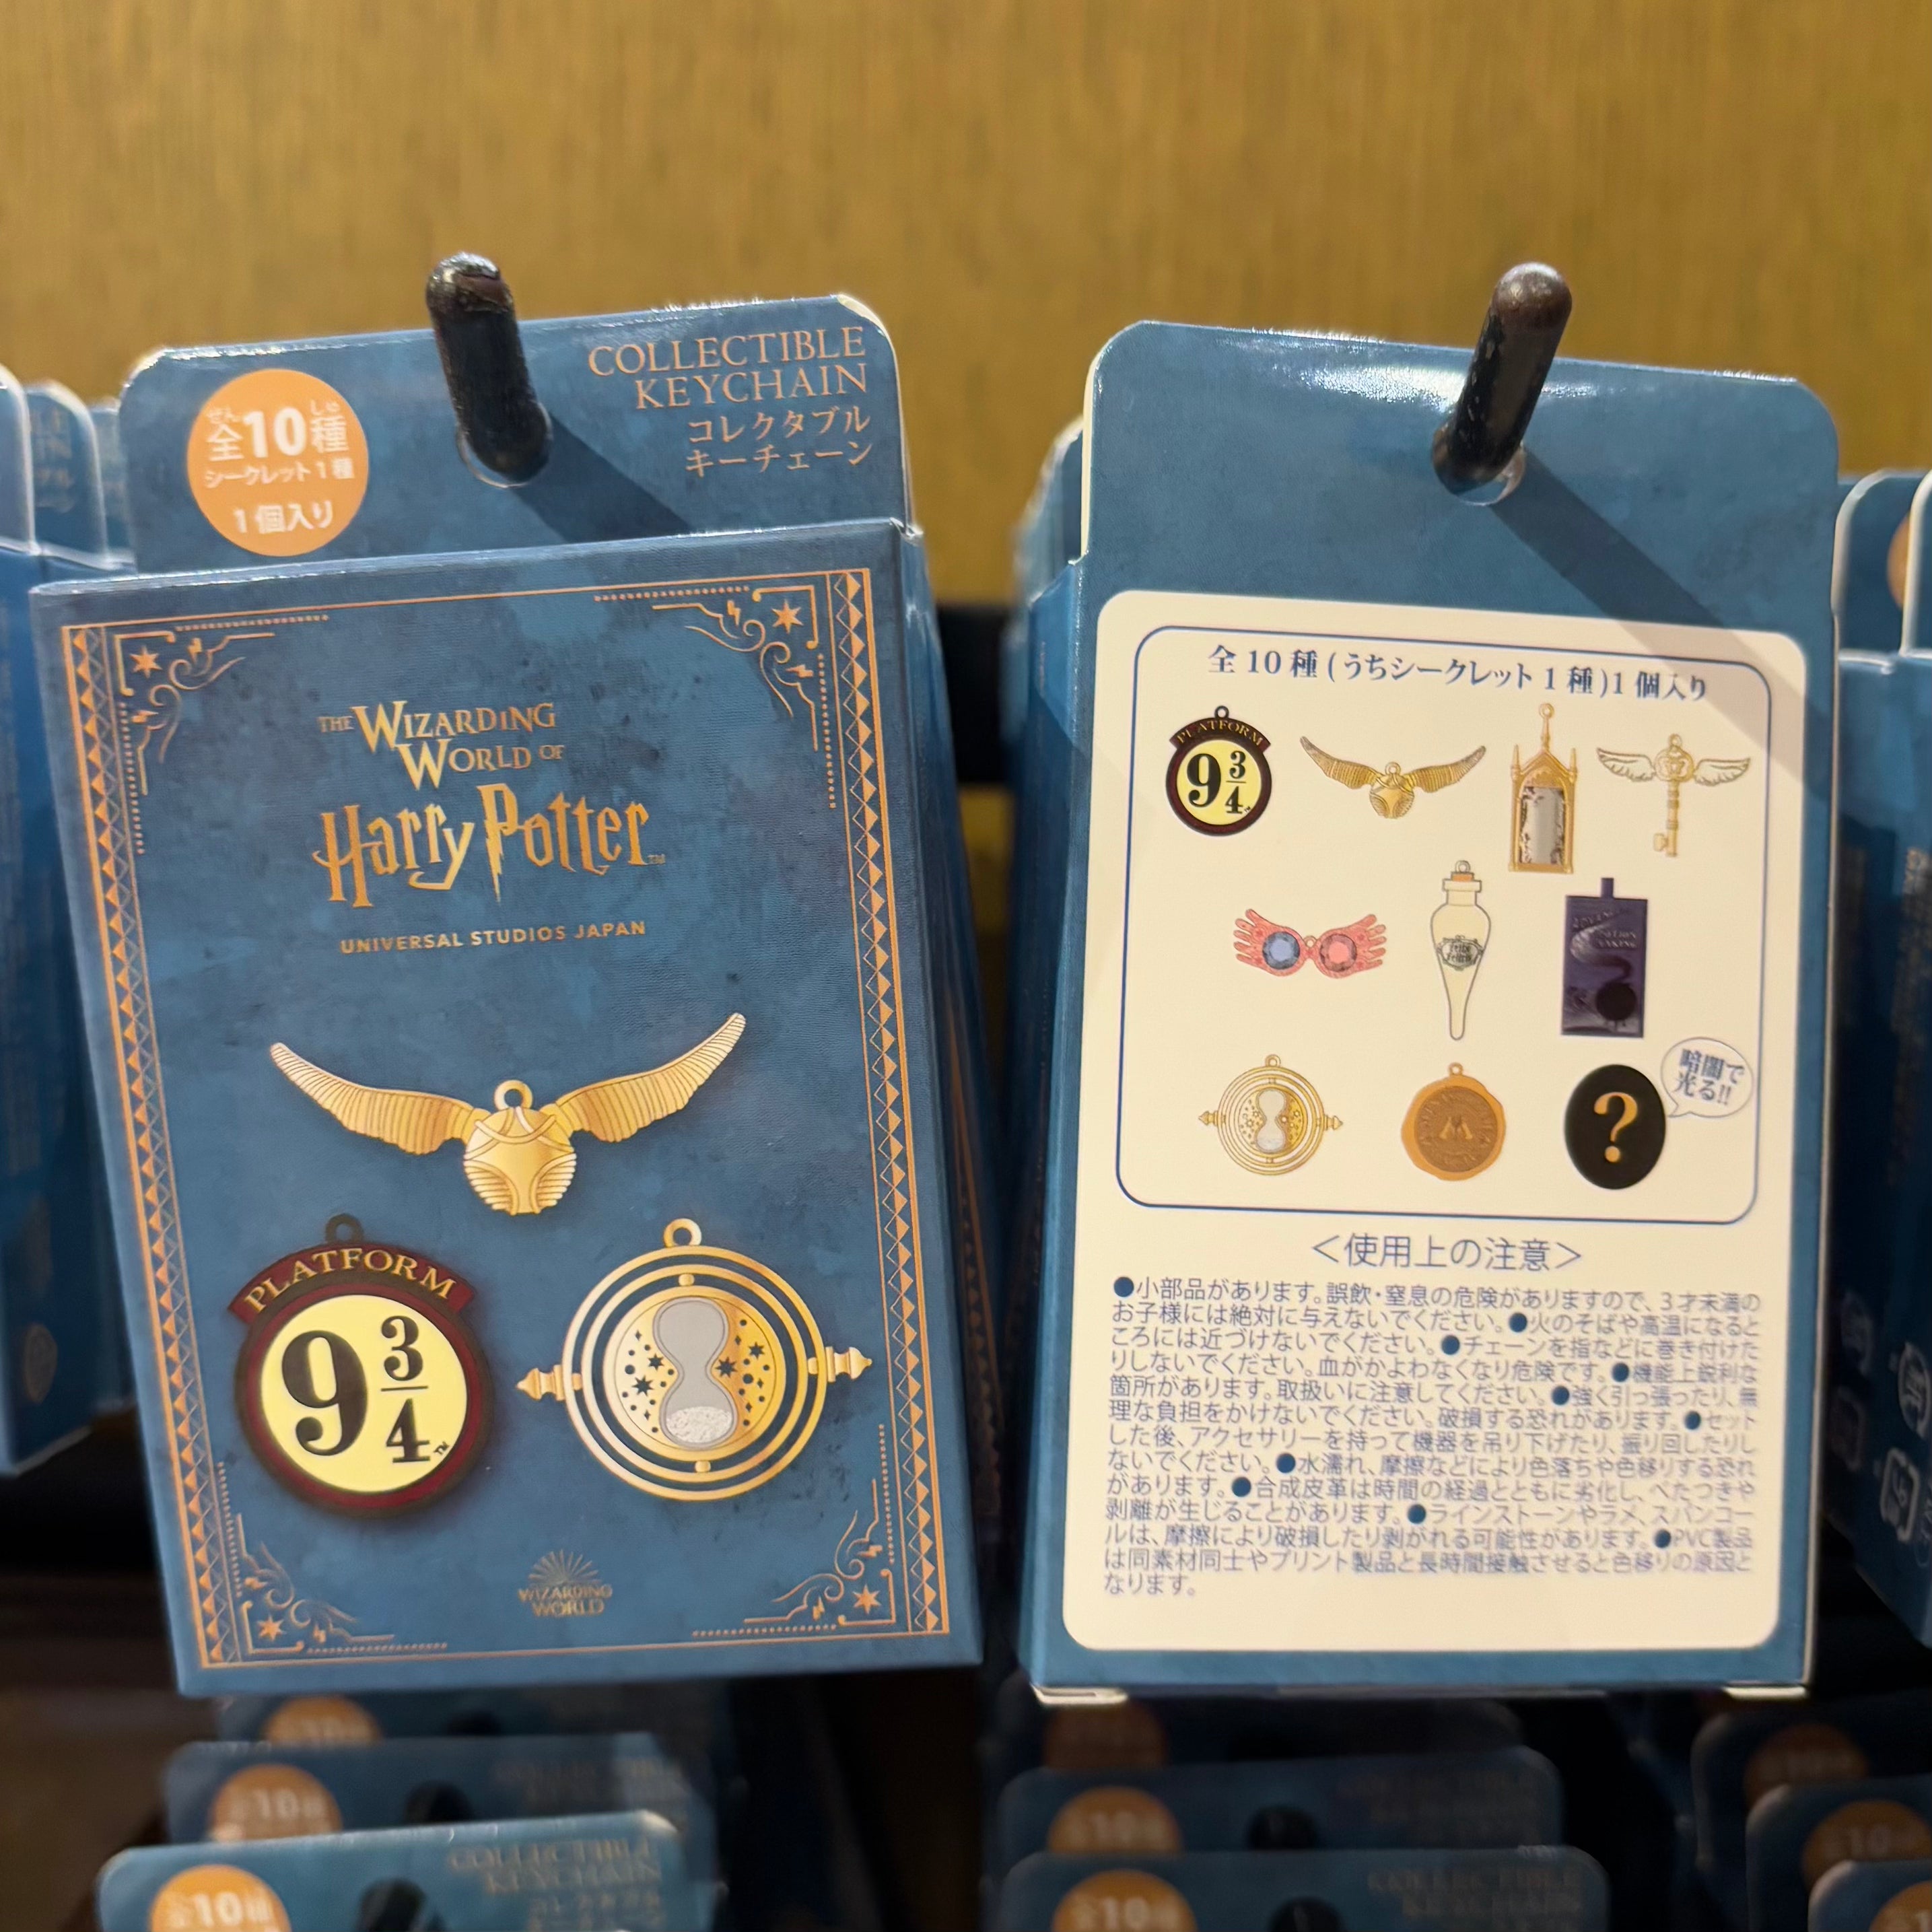 COLLECTIBLE
KEYCHAIN
コレクタブル
キーチェーン
ぜん しゅ
全10種
シークレット1種
1個入り
THE WIZARDING
WORLD OF
Harry Potter™
UNIVERSAL STUDIOS JAPAN
PLATFORM
9 3/4™
WIZARDING
WORLD
全10種(うちシークレット1種)1個入り
PLATFORM
9 3/4
暗闇で
光る!!
?
<使用上の注意>
●小部品があります。誤飲・窒息の危険がありますので、3才未満の
お子様には絶対に与えないでください。●火のそばや高温になると
ころには近づけないでください。●チェーンを指などに巻き付けた
りしないでください。血がかよわなくなり危険です。●機能上鋭利な
箇所があります。取扱いに注意してください。●強く引っ張ったり、無
理な負担をかけないでください。破損する恐れがあります。●セット
した後、アクセサリーを持って機器を吊り下げたり、振り回したりし
ないでください。●水濡れ、摩擦などにより色落ちや色移りする恐れ
があります。●合成皮革は時間の経過とともに劣化し、べたつきや
剥離が生じることがあります。●ラインストーンやラメ、スパンコー
ルは、摩擦により破損したり剥がれる可能性があります。●PVC製品
は同素材同士やプリント製品と長時間接触させると色移りの原因と
なります。